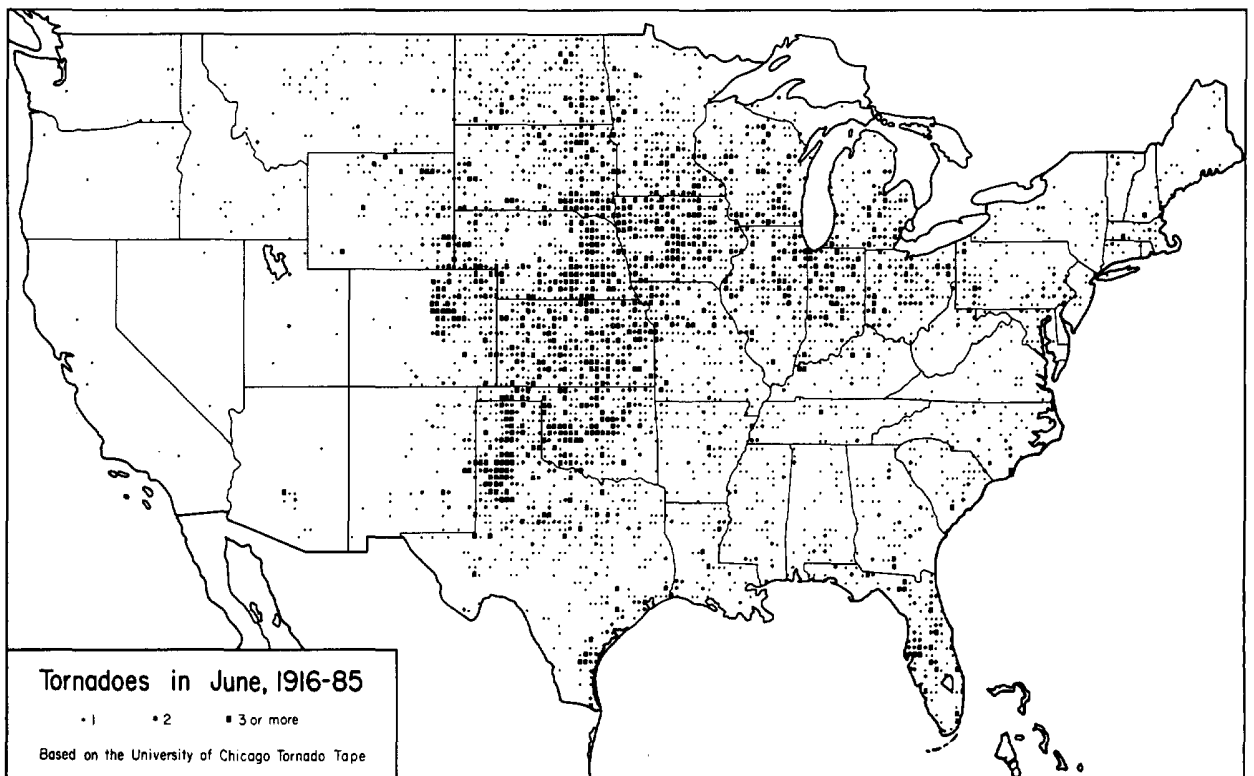 Tornadoes in June, 1916-85
• 1 • 2 ■ 3 or more
Based on the University of Chicago Tornado Tape